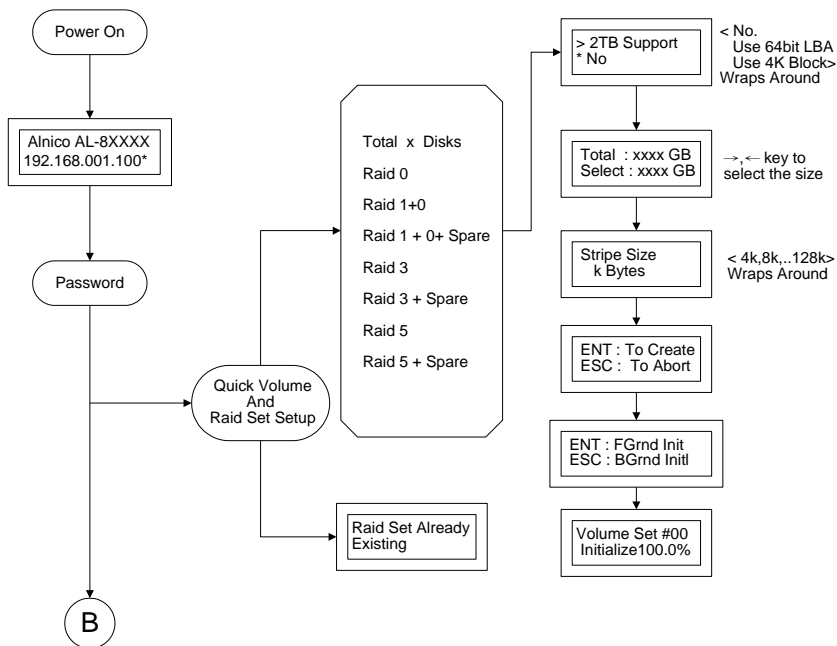 Power On
Alnico AL-8XXXX
192.168.001.100*
Password
Quick Volume
And
Raid Set Setup
B
Total x Disks
Raid 0
Raid 1+0
Raid 1 + 0+ Spare
Raid 3
Raid 3 + Spare
Raid 5
Raid 5 + Spare
Raid Set Already
Existing
> 2TB Support
* No
< No.
Use 64bit LBA
Use 4K Block>
Wraps Around
Total : xxxx GB
Select : xxxx GB
→,← key to
select the size
Stripe Size
k Bytes
< 4k,8k,..128k>
Wraps Around
ENT : To Create
ESC : To Abort
ENT : FGrnd Init
ESC : BGrnd Initl
Volume Set #00
Initialize100.0%